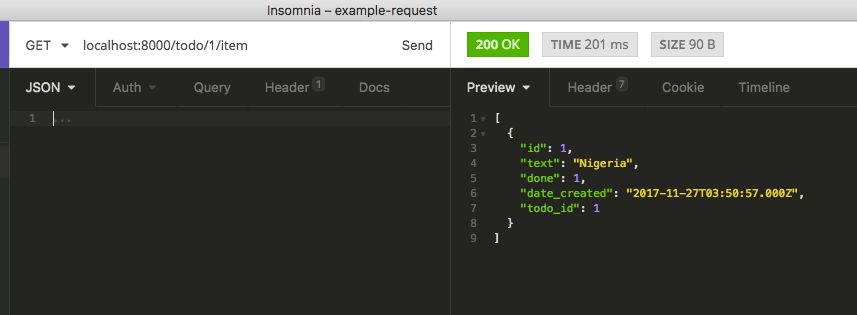 Insomnia – example-request
GET localhost:8000/todo/1/item Send 200 OK TIME 201 ms SIZE 90 B
JSON Auth Query Header 1 Docs Preview Header 7 Cookie Timeline
1 ...
1 [
2 {
3 "id": 1,
4 "text": "Nigeria",
5 "done": 1,
6 "date_created": "2017-11-27T03:50:57.000Z",
7 "todo_id": 1
8 }
9 ]